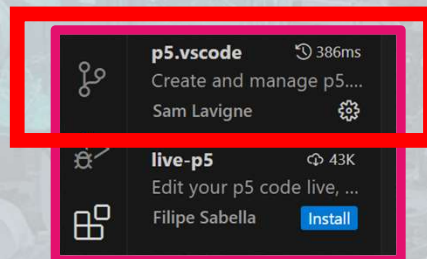 p5.vscode 386ms
Create and manage p5....
Sam Lavigne
live-p5 43K
Edit your p5 code live, ...
Filipe Sabella Install